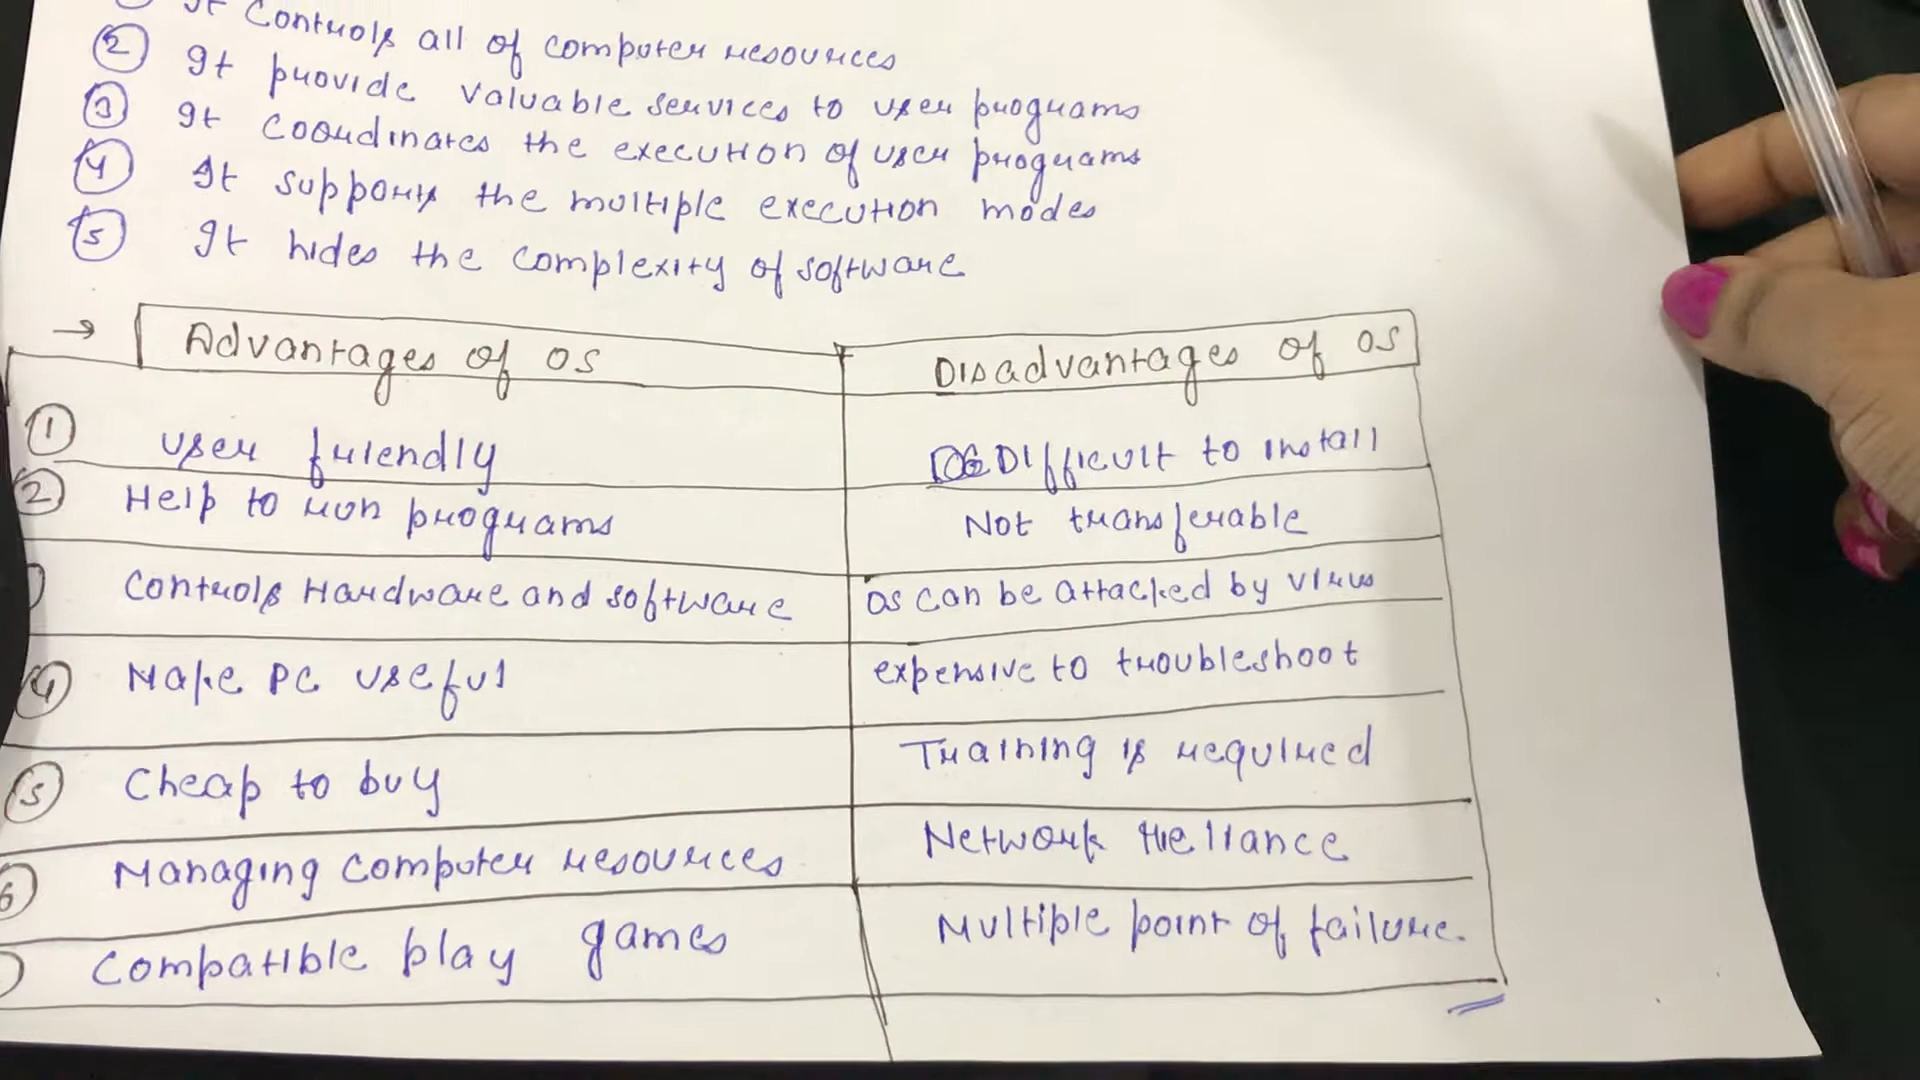 It Controls all of computer resources
② It provide valuable services to user programs
③ It coordinates the execution of user programs
④ It supports the multiple execution modes
⑤ It hides the complexity of software
→ Advantages of OS Disadvantages of OS
① user friendly Difficult to install
② Help to run programs Not transferable
Controls Hardware and software OS can be attacked by virus
④ Make PC useful expensive to troubleshoot
⑤ Cheap to buy Training is required
⑥ Managing computer resources Network reliance
Compatible play games Multiple point of failure.